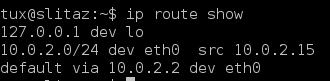 tux@slitaz:~$ ip route show
127.0.0.1 dev lo
10.0.2.0/24 dev eth0  src 10.0.2.15
default via 10.0.2.2 dev eth0